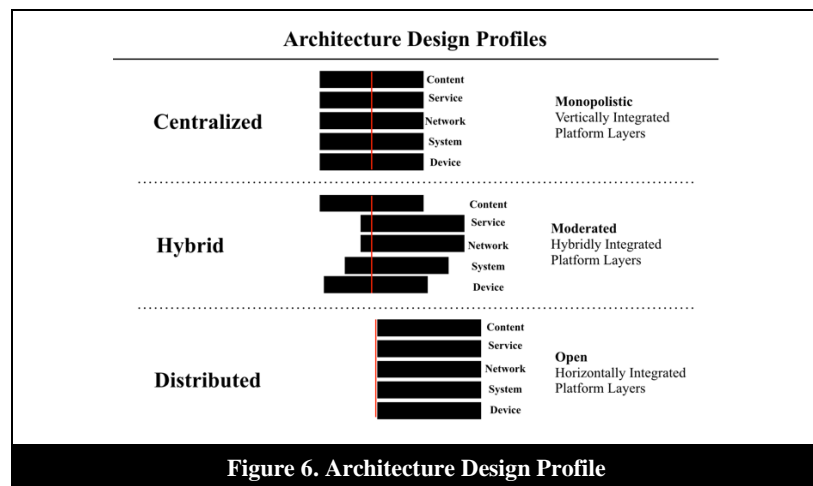 Architecture Design Profiles
Centralized
Content
Service
Network
System
Device
Monopolistic
Vertically Integrated
Platform Layers
Hybrid
Content
Service
Network
System
Device
Moderated
Hybridly Integrated
Platform Layers
Distributed
Content
Service
Network
System
Device
Open
Horizontally Integrated
Platform Layers
Figure 6. Architecture Design Profile